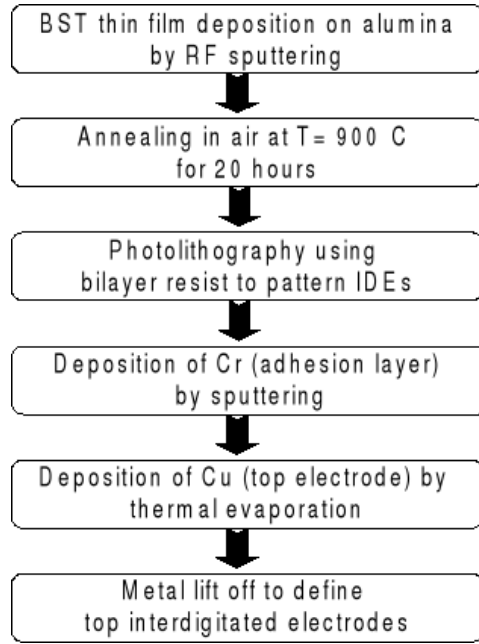 BST thin film deposition on alumina
by RF sputtering
Annealing in air at T= 900 C
for 20 hours
Photolithography using
bilayer resist to pattern IDEs
Deposition of Cr (adhesion layer)
by sputtering
Deposition of Cu (top electrode) by
thermal evaporation
Metal lift off to define
top interdigitated electrodes